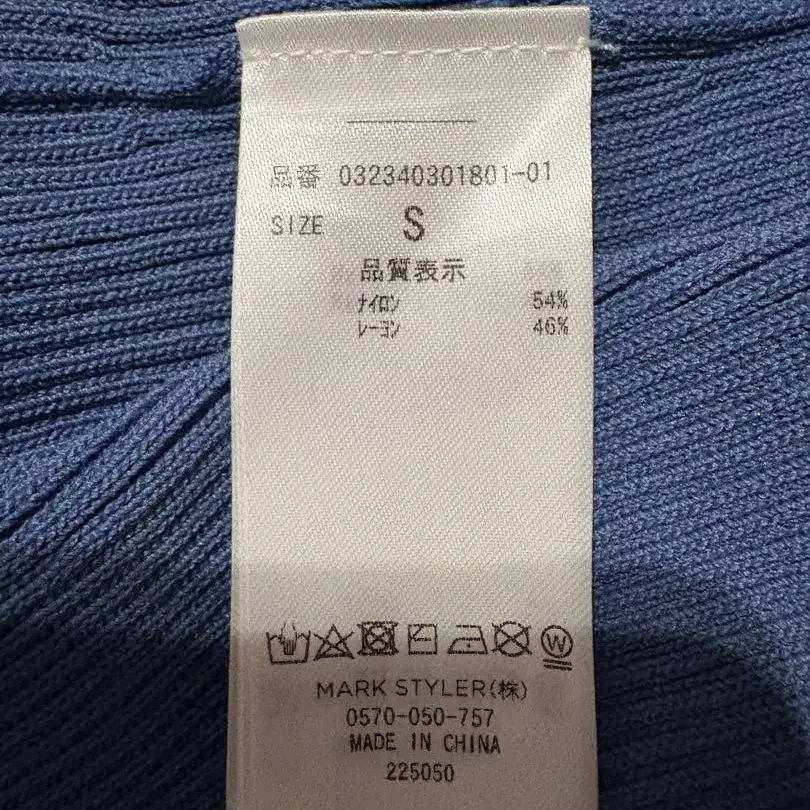 品番 032340301801-01
SIZE S
品質表示
ﾅｲﾛﾝ 54%
ﾚｰﾖﾝ 46%
W
MARK STYLER(株)
0570-050-757
MADE IN CHINA
225050